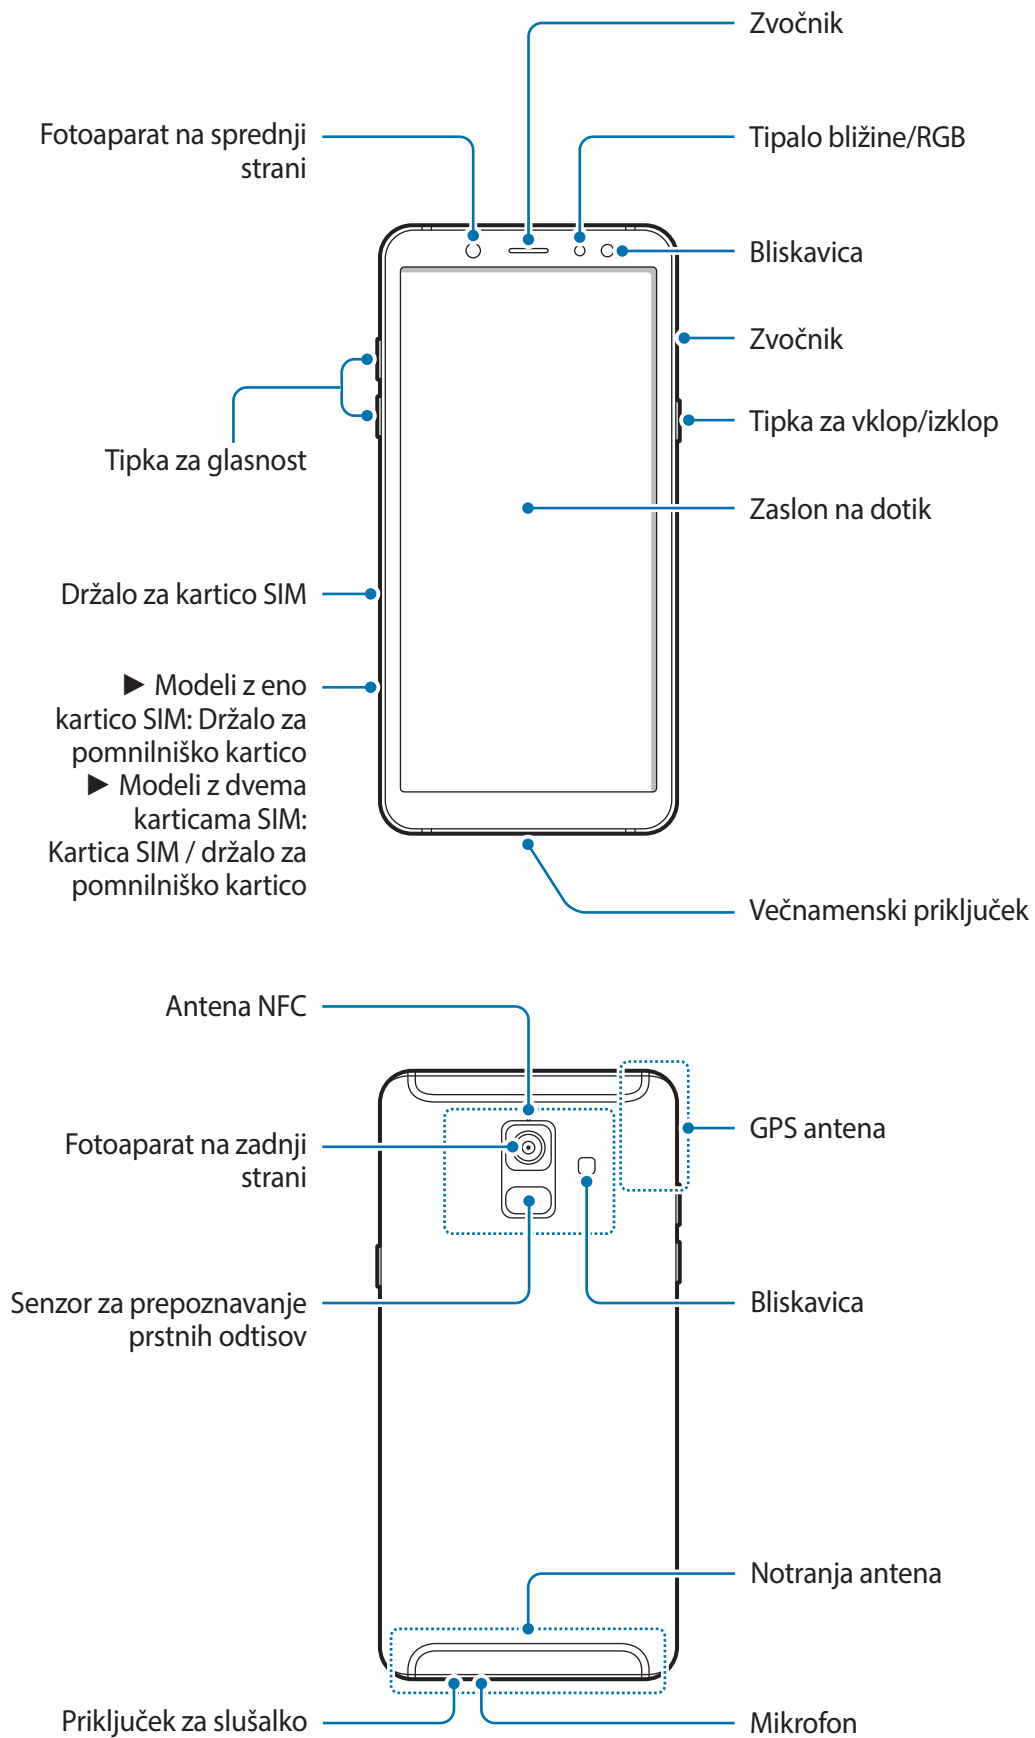 Zvočnik
Fotoaparat na sprednji
strani
Tipalo bližine/RGB
Bliskavica
Zvočnik
Tipka za vklop/izklop
Tipka za glasnost
Zaslon na dotik
Držalo za kartico SIM
► Modeli z eno
kartico SIM: Držalo za
pomnilniško kartico
► Modeli z dvema
karticama SIM:
Kartica SIM / držalo za
pomnilniško kartico
Večnamenski priključek
Antena NFC
GPS antena
Fotoaparat na zadnji
strani
Senzor za prepoznavanje
prstnih odtisov
Bliskavica
Notranja antena
Priključek za slušalko
Mikrofon